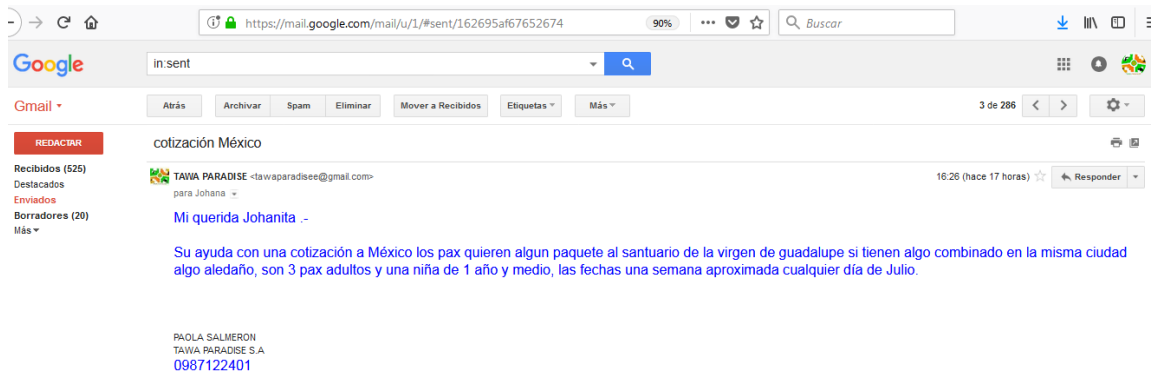 https://mail.google.com/mail/u/1/#sent/162695af67652674 90% Buscar
Google in:sent
Gmail Atrás Archivar Spam Eliminar Mover a Recibidos Etiquetas Más 3 de 286
REDACTAR cotización México
Recibidos (525)
Destacados
Enviados
Borradores (20)
Más
TAWA PARADISE <tawaparadisee@gmail.com> 16:26 (hace 17 horas) Responder
para Johana
Mi querida Johanita .-
Su ayuda con una cotización a México los pax quieren algun paquete al santuario de la virgen de guadalupe si tienen algo combinado en la misma ciudad
algo aledaño, son 3 pax adultos y una niña de 1 año y medio, las fechas una semana aproximada cualquier día de Julio.
PAOLA SALMERON
TAWA PARADISE S.A
0987122401